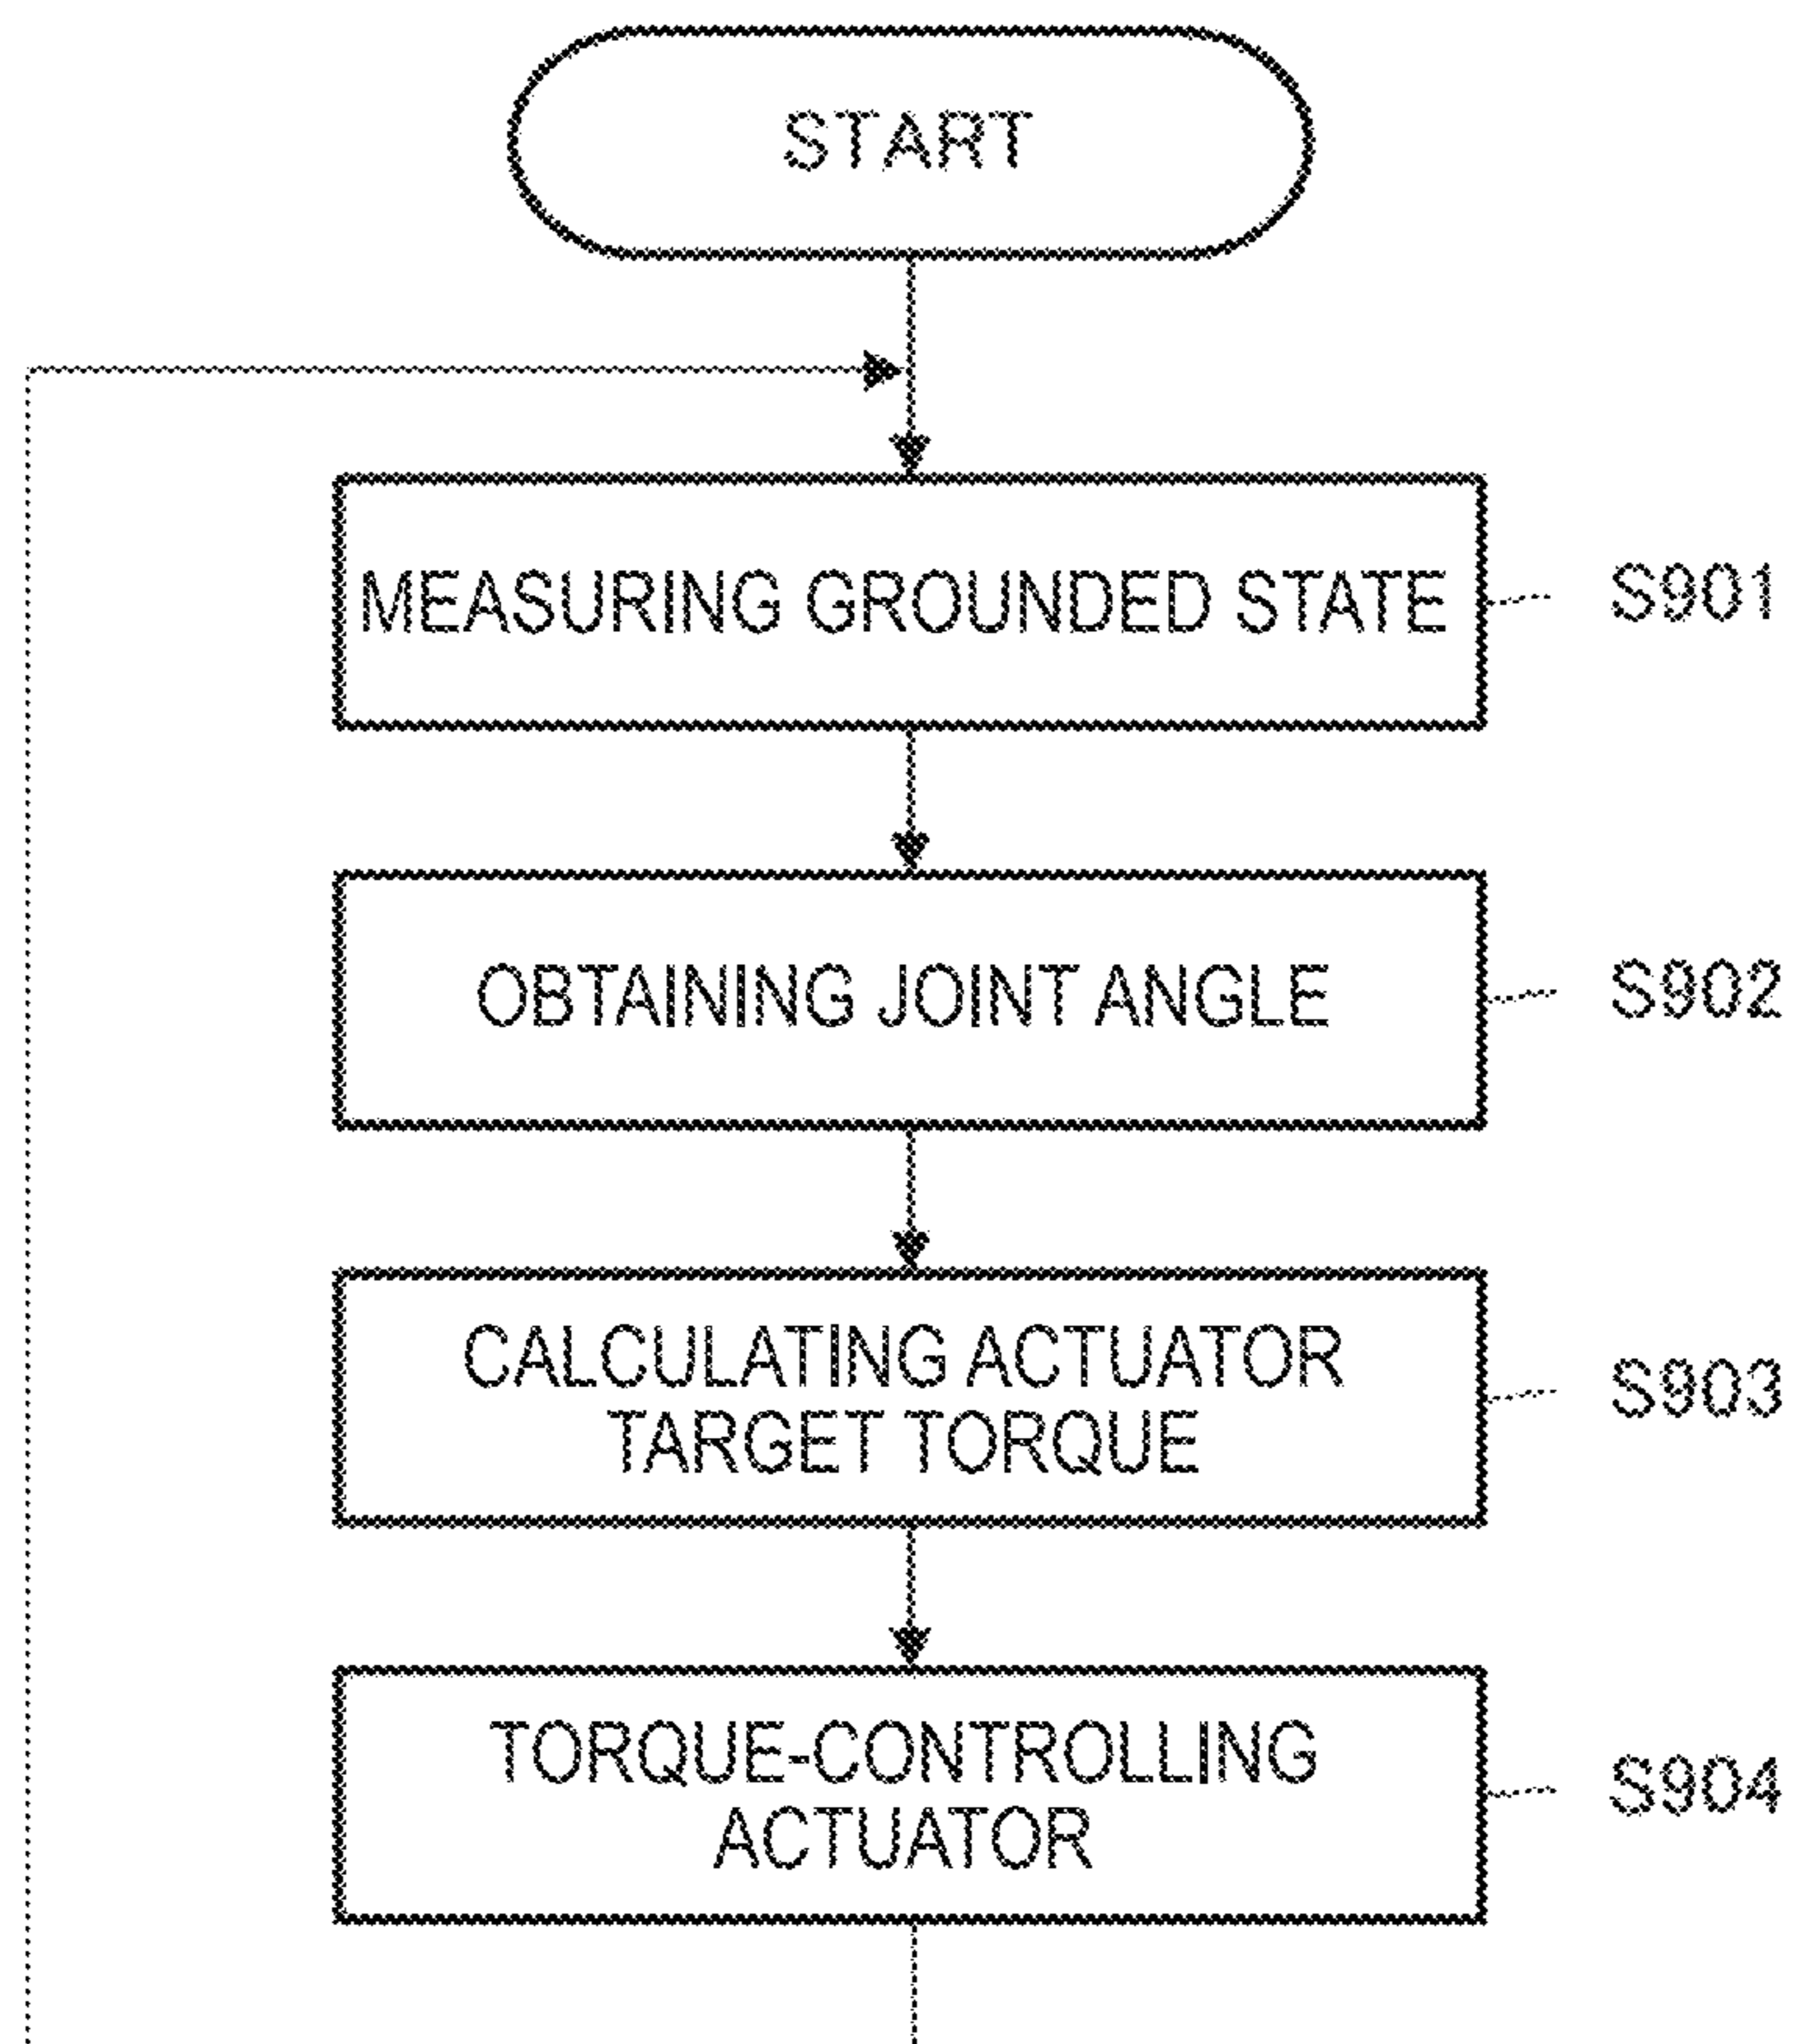 START
MEASURING GROUNDED STATE
S901
OBTAINING JOINT ANGLE
S902
CALCULATING ACTUATOR
TARGET TORQUE
S903
TORQUE-CONTROLLING
ACTUATOR
S904